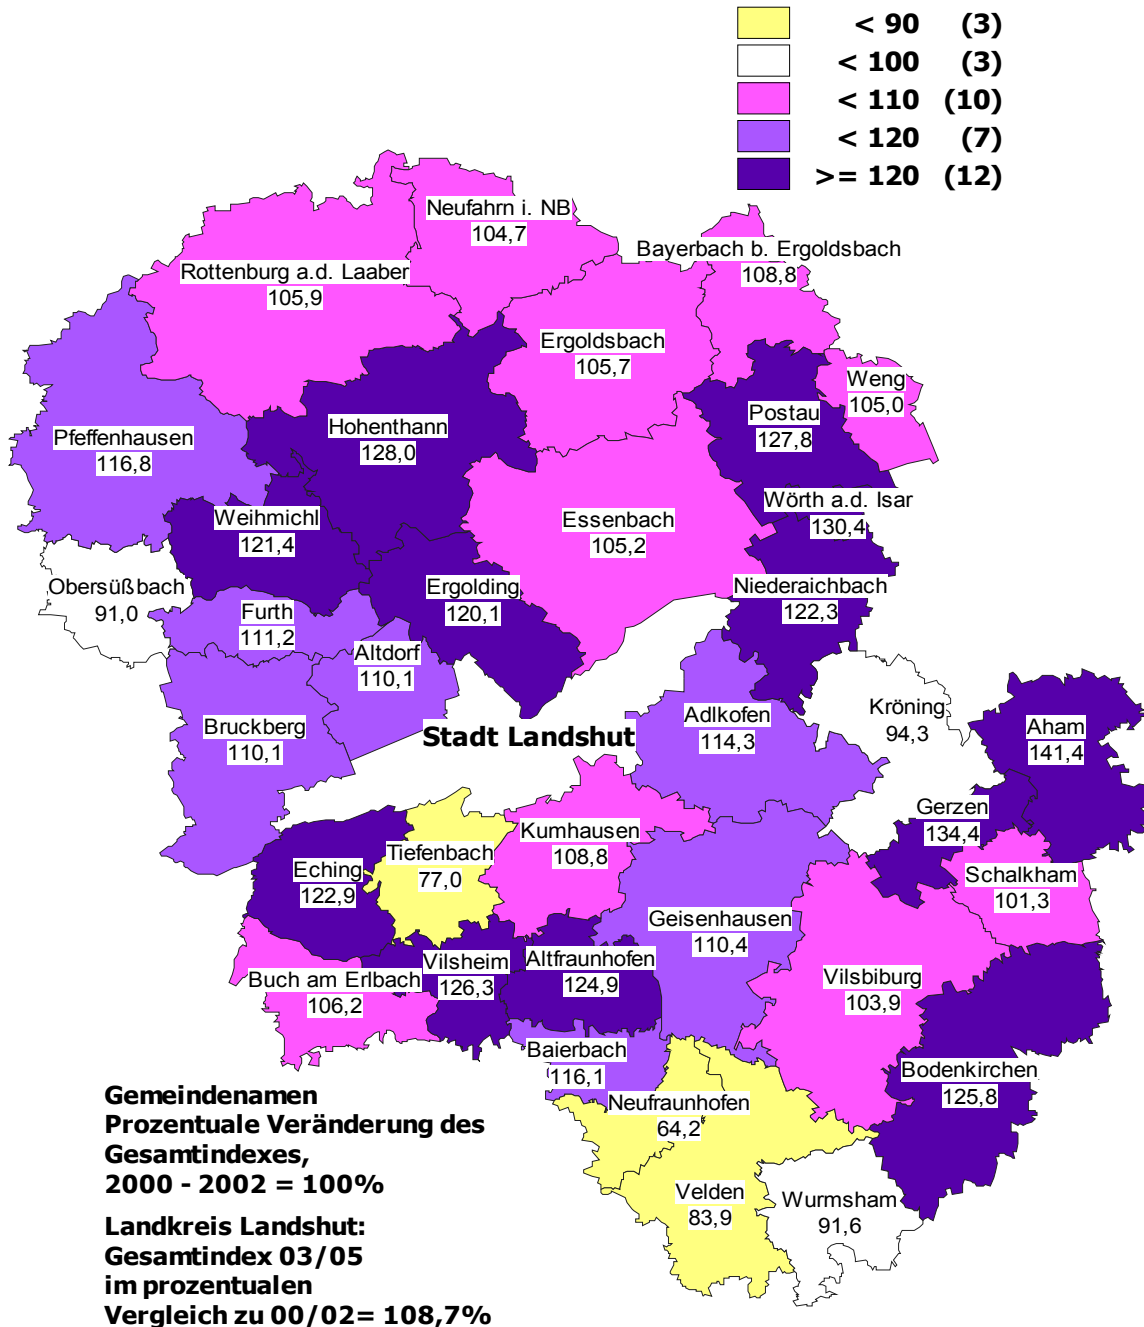 < 90 (3)
< 100 (3)
< 110 (10)
< 120 (7)
>= 120 (12)
Neufahrn i. NB
104,7
Bayerbach b. Ergoldsbach
108,8
Rottenburg a.d. Laaber
105,9
Ergoldsbach
105,7
Weng
105,0
Postau
127,8
Hohenthann
128,0
Pfeffenhausen
116,8
Wörth a.d. Isar
130,4
Weihmichl
121,4
Essenbach
105,2
Obersüßbach
91,0
Ergolding
120,1
Niederaichbach
122,3
Furth
111,2
Altdorf
110,1
Kröning
94,3
Adlkofen
114,3
Aham
141,4
Bruckberg
110,1
Stadt Landshut
Gerzen
134,4
Kumhausen
108,8
Tiefenbach
77,0
Eching
122,9
Schalkham
101,3
Geisenhausen
110,4
Vilsheim
126,3
Altfraunhofen
124,9
Vilsbiburg
103,9
Buch am Erlbach
106,2
Baierbach
116,1
Bodenkirchen
125,8
Neufraunhofen
64,2
Velden
83,9
Wurmsham
91,6
Gemeindenamen
Prozentuale Veränderung des
Gesamtindexes,
2000 - 2002 = 100%
Landkreis Landshut:
Gesamtindex 03/05
im prozentualen
Vergleich zu 00/02= 108,7%